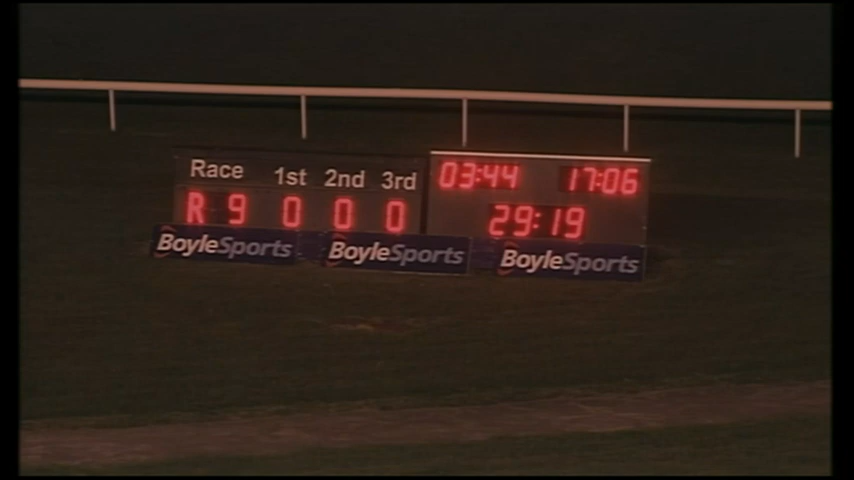 Race 1st 2nd 3rd
R 9 0 0 0
03:44 17:06
29:19
BoyleSports BoyleSports BoyleSports